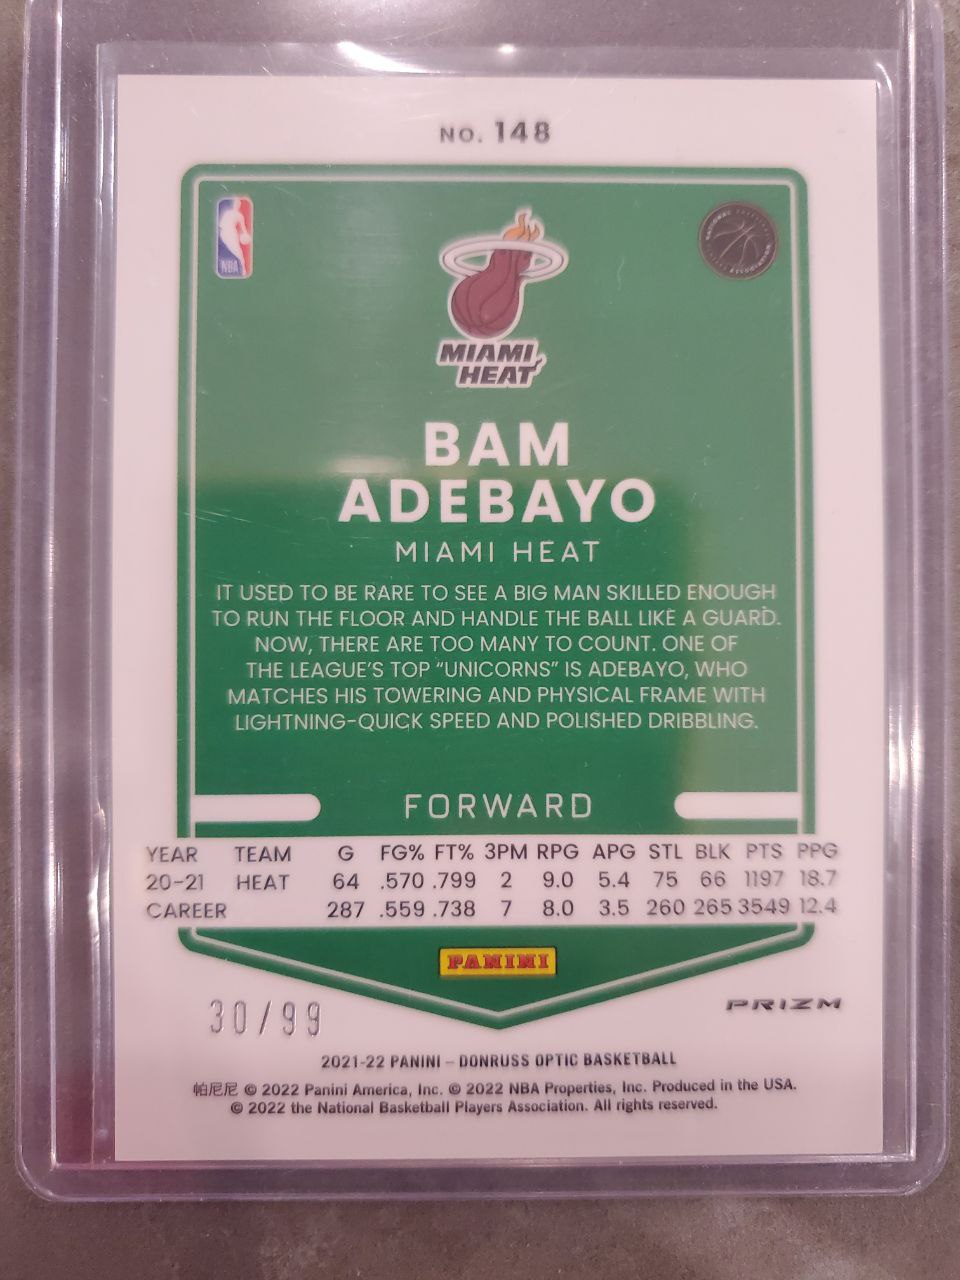 NO. 148
NBA
NATIONAL BASKETBALL
ASSOCIATION
MIAMI
HEAT
BAM
ADEBAYO
MIAMI HEAT
IT USED TO BE RARE TO SEE A BIG MAN SKILLED ENOUGH
TO RUN THE FLOOR AND HANDLE THE BALL LIKE A GUARD.
NOW, THERE ARE TOO MANY TO COUNT. ONE OF
THE LEAGUE'S TOP "UNICORNS" IS ADEBAYO, WHO
MATCHES HIS TOWERING AND PHYSICAL FRAME WITH
LIGHTNING-QUICK SPEED AND POLISHED DRIBBLING.
FORWARD
YEAR TEAM G FG% FT% 3PM RPG APG STL BLK PTS PPG
20-21 HEAT 64 .570 .799 2 9.0 5.4 75 66 1197 18.7
CAREER 287 .559 .738 7 8.0 3.5 260 265 3549 12.4
PANINI
30/99
PRIZM
2021-22 PANINI – DONRUSS OPTIC BASKETBALL
帕尼尼 © 2022 Panini America, Inc. © 2022 NBA Properties, Inc. Produced in the USA.
© 2022 the National Basketball Players Association. All rights reserved.